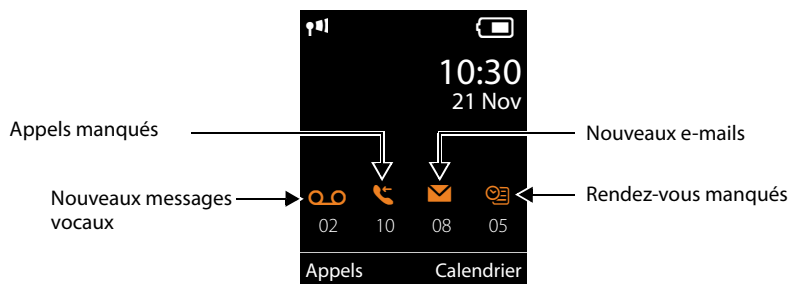 10:30
21 Nov
Appels manqués
Nouveaux e-mails
Nouveaux messages
vocaux
Rendez-vous manqués
02 10 08 05
Appels Calendrier